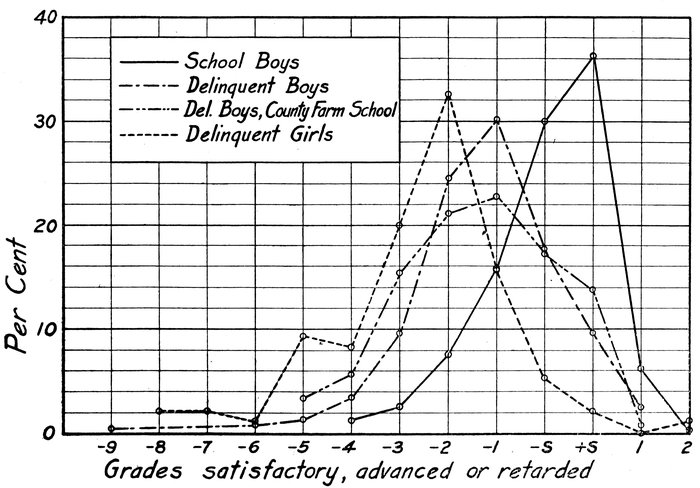 40
School Boys
Delinquent Boys
Del. Boys, County Farm School
Delinquent Girls
30
20
10
0
Per Cent
-9 -8 -7 -6 -5 -4 -3 -2 -1 -S +S 1 2
Grades satisfactory, advanced or retarded